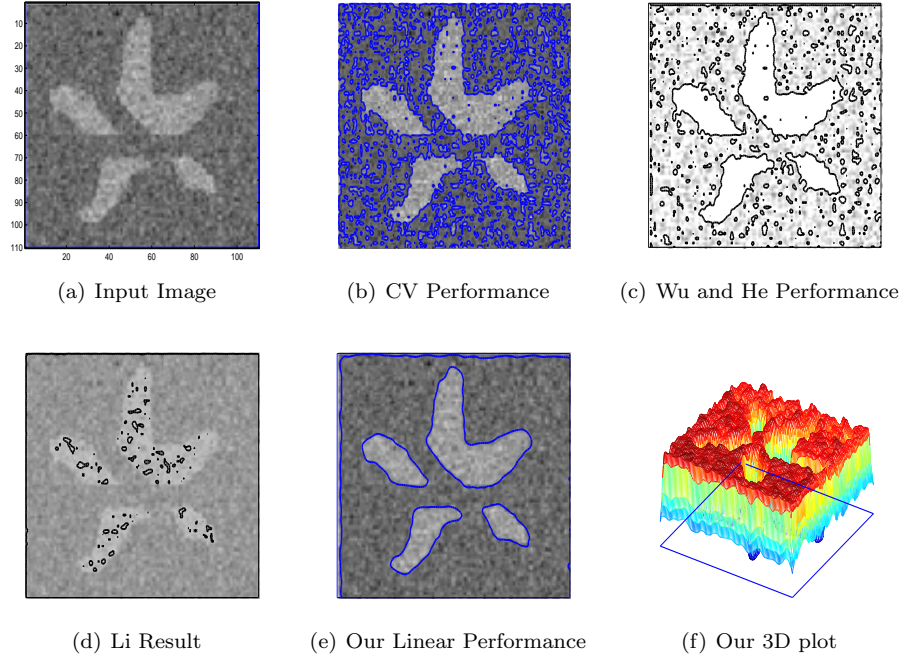 10
20
30
40
50
60
70
80
90
100
110
20 40 60 80 100
(a) Input Image
(b) CV Performance
(c) Wu and He Performance
(d) Li Result
(e) Our Linear Performance
(f) Our 3D plot